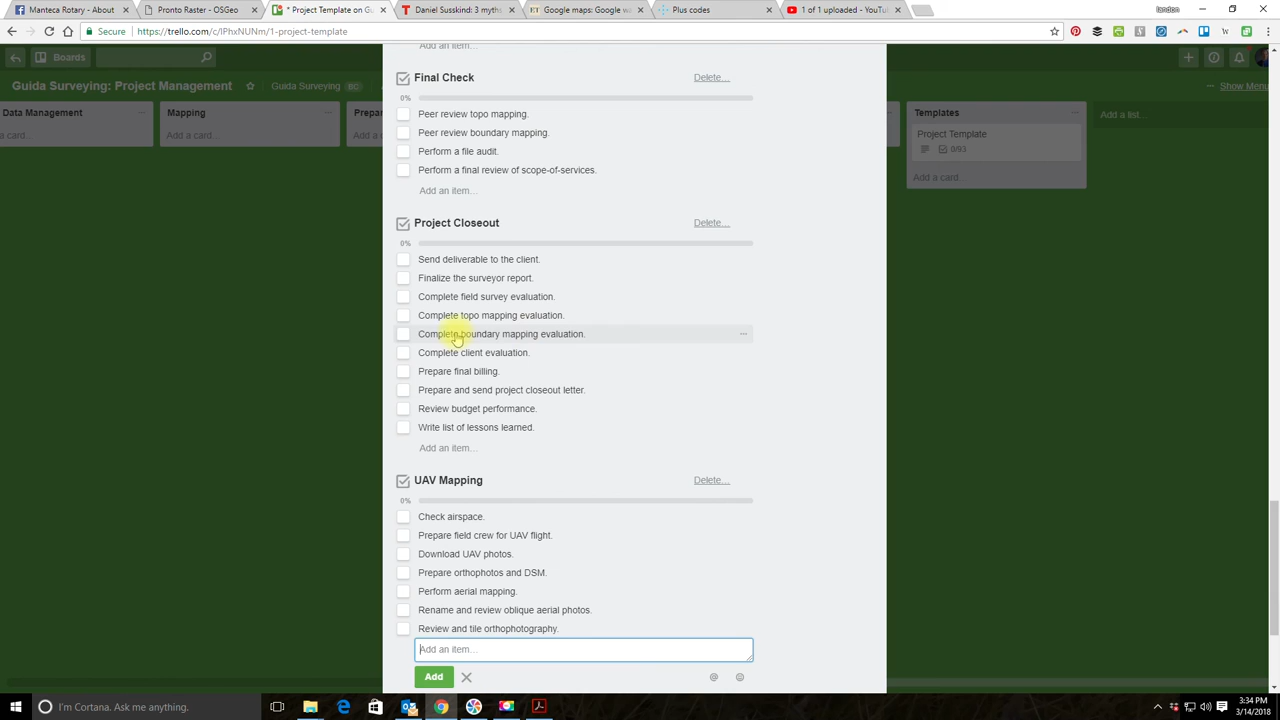 Manteca Rotary - About
Pronto Raster - OSGeo
* Project Template on Gu
Daniel Susskind: 3 myths
Google maps: Google w
Plus codes
1 of 1 uploaded - YouTu
london
Secure
https://trello.com/c/lPhxNUNm/1-project-template
Add an item…
Boards
Guida Surveying: Project Management
Guida Surveying
BC
Show Menu
Data Management
a card…
Mapping
Add a card…
Prepar
Add a
Templates
Project Template
0/93
Add a card…
Add a list…
Final Check
Delete…
0%
Peer review topo mapping.
Peer review boundary mapping.
Perform a file audit.
Perform a final review of scope-of-services.
Add an item…
Project Closeout
Delete…
0%
Send deliverable to the client.
Finalize the surveyor report.
Complete field survey evaluation.
Complete topo mapping evaluation.
Complete boundary mapping evaluation.
Complete client evaluation.
Prepare final billing.
Prepare and send project closeout letter.
Review budget performance.
Write list of lessons learned.
Add an item…
UAV Mapping
Delete…
0%
Check airspace.
Prepare field crew for UAV flight.
Download UAV photos.
Prepare orthophotos and DSM.
Perform aerial mapping.
Rename and review oblique aerial photos.
Review and tile orthophotography.
Add an item…
Add
I'm Cortana. Ask me anything.
3:34 PM
3/14/2018